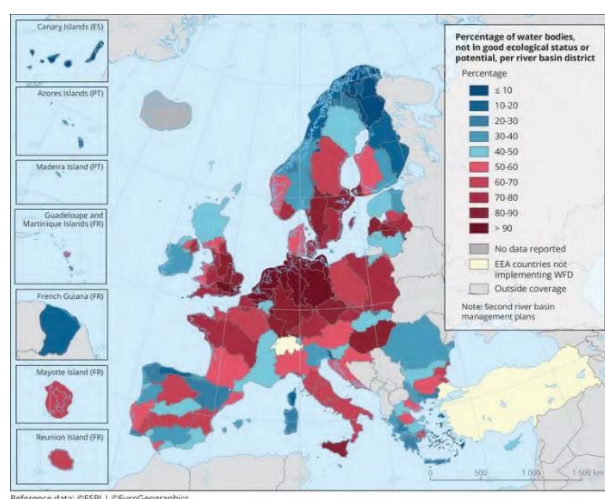 Canary Islands (ES)
Azores Islands (PT)
Madeira Island (PT)
Guadeloupe and
Martinique Islands (FR)
French Guiana (FR)
Mayotte Island (FR)
Reunion Island (FR)
Percentage of water bodies,
not in good ecological status or
potential, per river basin district
Percentage
≤ 10
10-20
20-30
30-40
40-50
50-60
60-70
70-80
80-90
> 90
No data reported
EEA countries not
implementing WFD
Outside coverage
Note: Second river basin
management plans
0 500 1 000 1 500 km
Reference data: ©ESRI | ©EuroGeographics